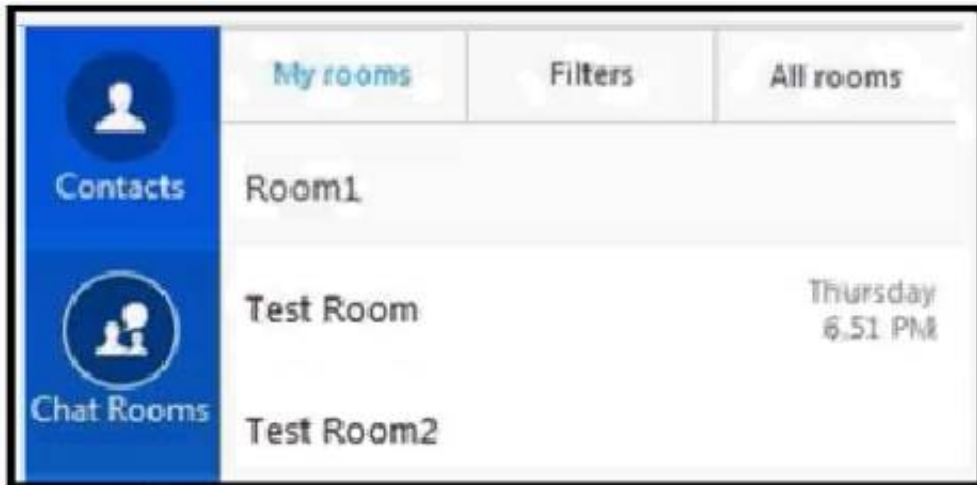 My rooms
Filters
All rooms
Contacts
Room1
Test Room
Thursday
6.51 PM
Chat Rooms
Test Room2